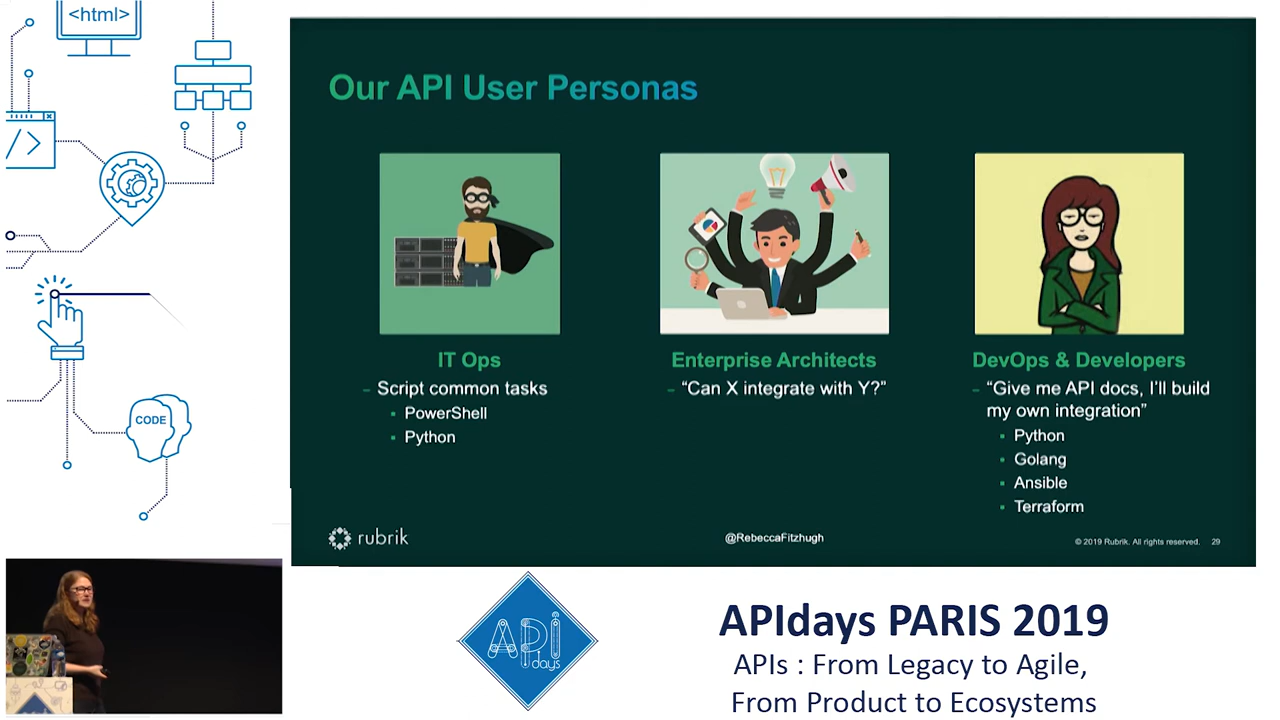 <html>
</>
CODE
Our API User Personas
IT Ops
– Script common tasks
▪ PowerShell
▪ Python
Enterprise Architects
– “Can X integrate with Y?”
DevOps & Developers
– “Give me API docs, I’ll build
my own integration”
▪ Python
▪ Golang
▪ Ansible
▪ Terraform
rubrik
@RebeccaFitzhugh
© 2019 Rubrik. All rights reserved. 29
API
days
APIdays PARIS 2019
APIs : From Legacy to Agile,
From Product to Ecosystems